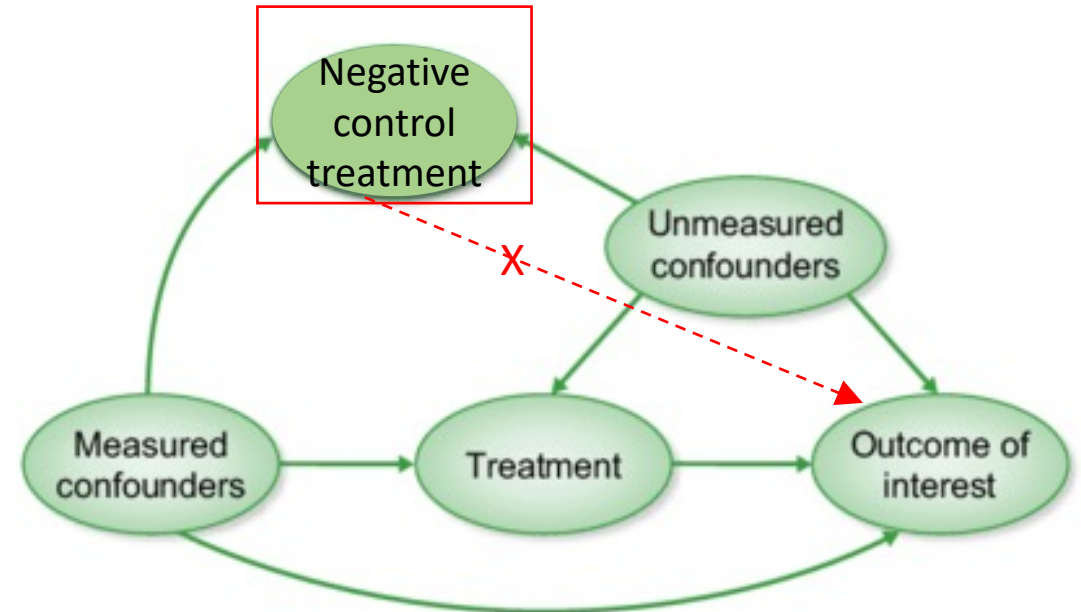 Negative
control
treatment
Unmeasured
confounders
X
Measured
confounders
Treatment
Outcome of
interest